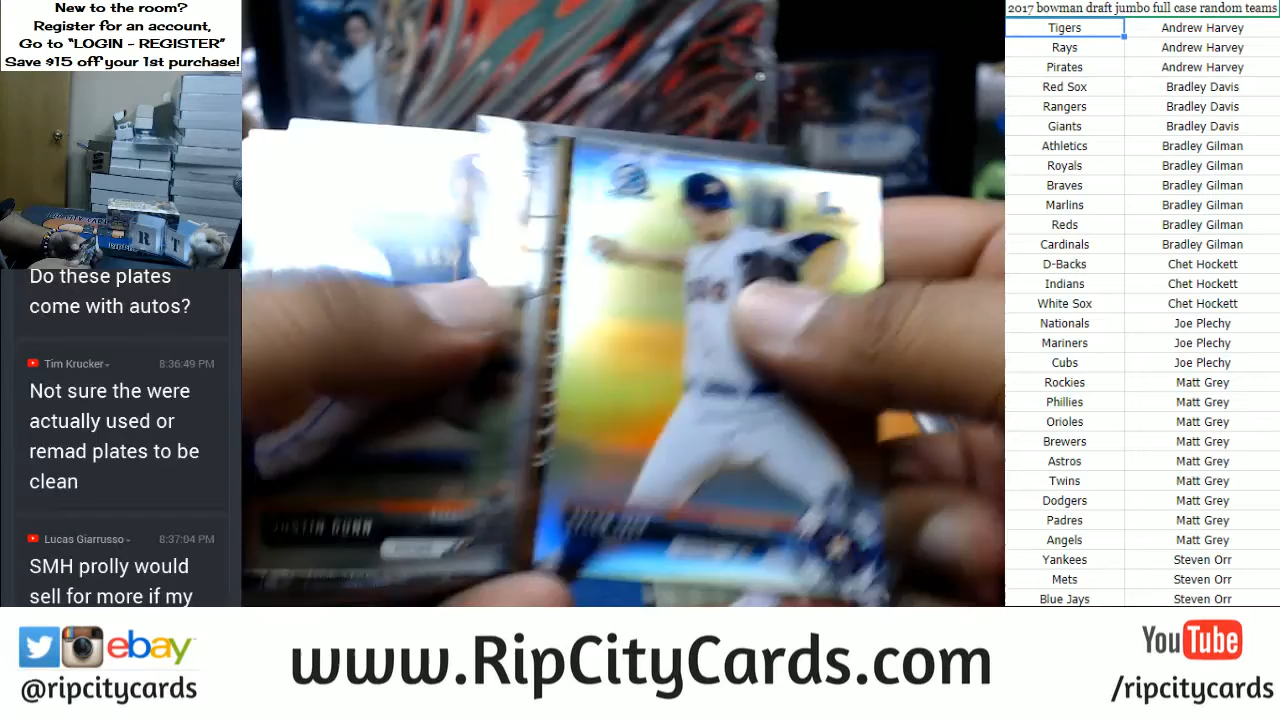 New to the room?
Register for an account,
Go to "LOGIN - REGISTER"
Save $15 off your 1st purchase!
Do these plates
come with autos?
Tim Krucker
8:36:49 PM
Not sure the were
actually used or
remad plates to be
clean
Lucas Giarrusso
8:37:04 PM
SMH prolly would
sell for more if my
R T
JUSTIN DUNN
2017 bowman draft jumbo full case random teams
Tigers Andrew Harvey
Rays Andrew Harvey
Pirates Andrew Harvey
Red Sox Bradley Davis
Rangers Bradley Davis
Giants Bradley Davis
Athletics Bradley Gilman
Royals Bradley Gilman
Braves Bradley Gilman
Marlins Bradley Gilman
Reds Bradley Gilman
Cardinals Bradley Gilman
D-Backs Chet Hockett
Indians Chet Hockett
White Sox Chet Hockett
Nationals Joe Plechy
Mariners Joe Plechy
Cubs Joe Plechy
Rockies Matt Grey
Phillies Matt Grey
Orioles Matt Grey
Brewers Matt Grey
Astros Matt Grey
Twins Matt Grey
Dodgers Matt Grey
Padres Matt Grey
Angels Matt Grey
Yankees Steven Orr
Mets Steven Orr
Blue Jays Steven Orr
ebay
@ripcitycards
www.RipCityCards.com
YouTube
/ripcitycards